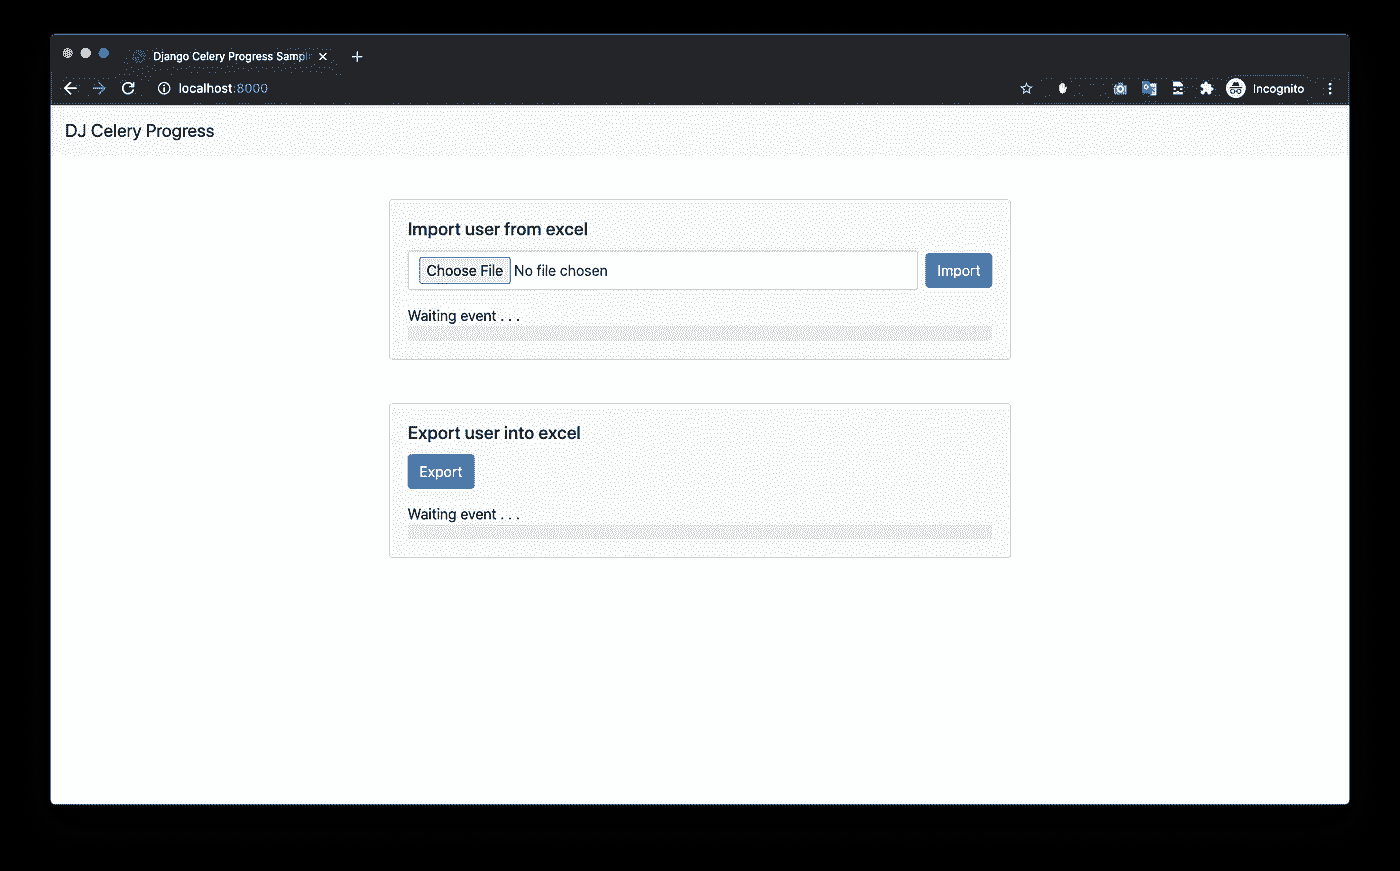 Django Celery Progress Sampl
localhost:8000
Incognito
DJ Celery Progress
Import user from excel
Choose File No file chosen
Import
Waiting event . . .
Export user into excel
Export
Waiting event . . .